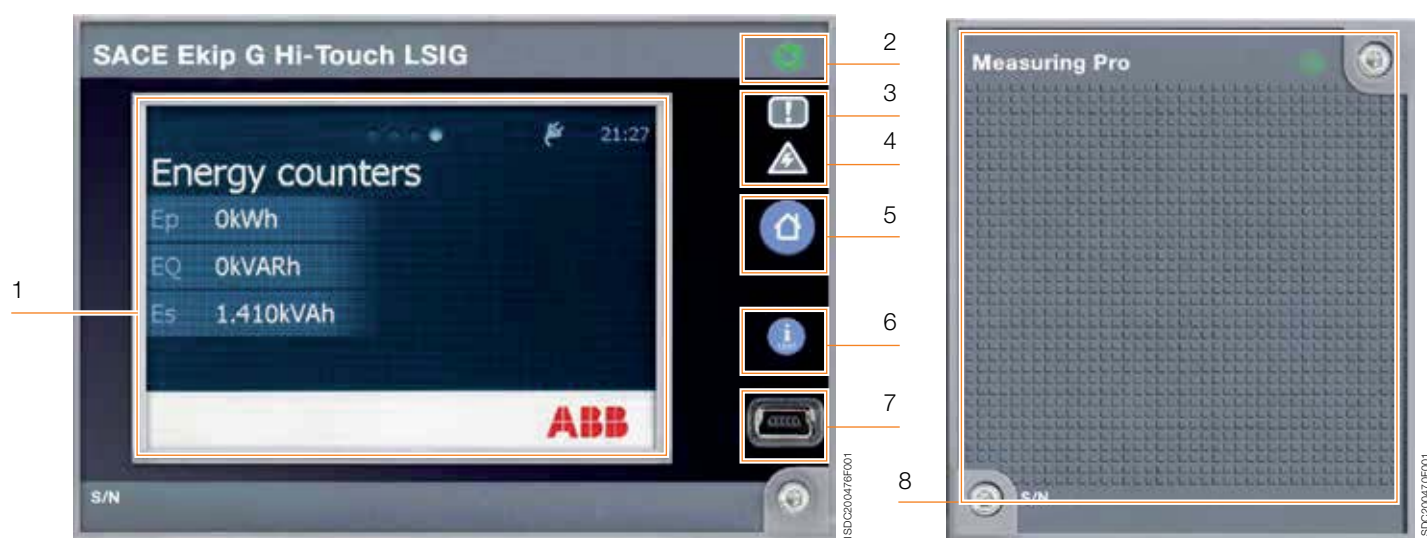 SACE Ekip G Hi-Touch LSIG
21:27
Energy counters
Ep 0kWh
EQ 0kVARh
Es 1.410kVAh
ABB
S/N
1
2
3
4
5
6
7
1SDC200476F001
Measuring Pro
8
S/N
1SDC200470F001